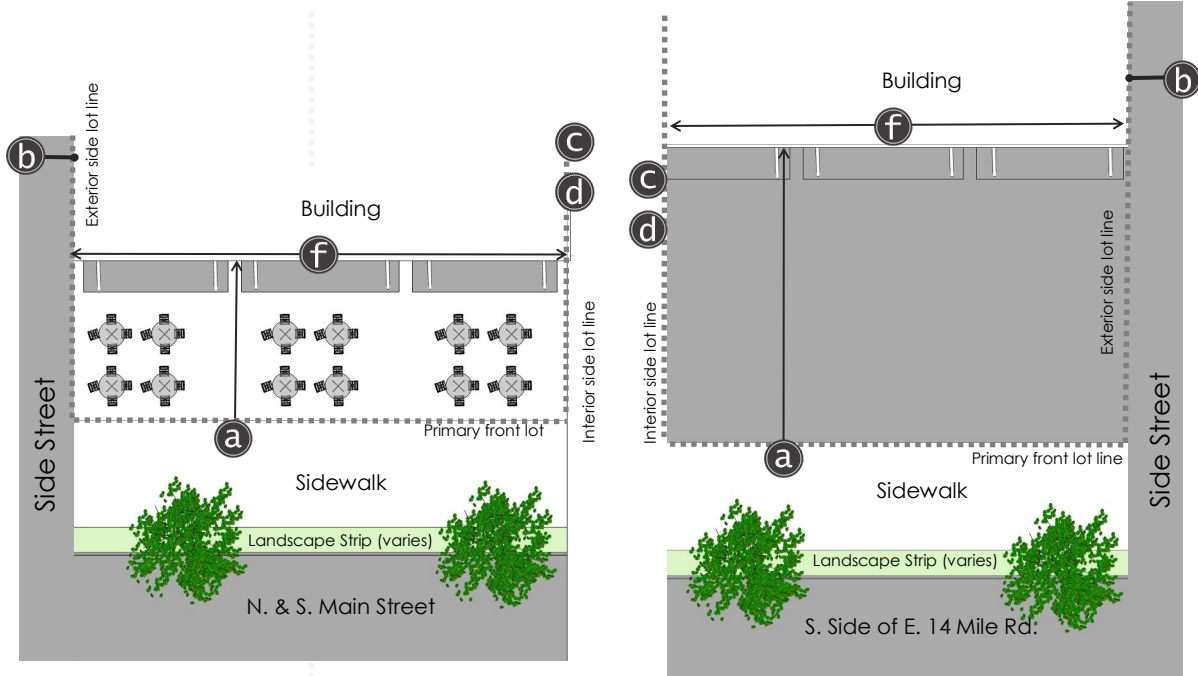 Exterior side lot line
b
c
d
Building
f
Interior side lot line
a
Primary front lot
Side Street
Sidewalk
Landscape Strip (varies)
N. & S. Main Street
Building
b
f
c
d
Interior side lot line
Exterior side lot line
a
Primary front lot line
Side Street
Sidewalk
Landscape Strip (varies)
S. Side of E. 14 Mile Rd.